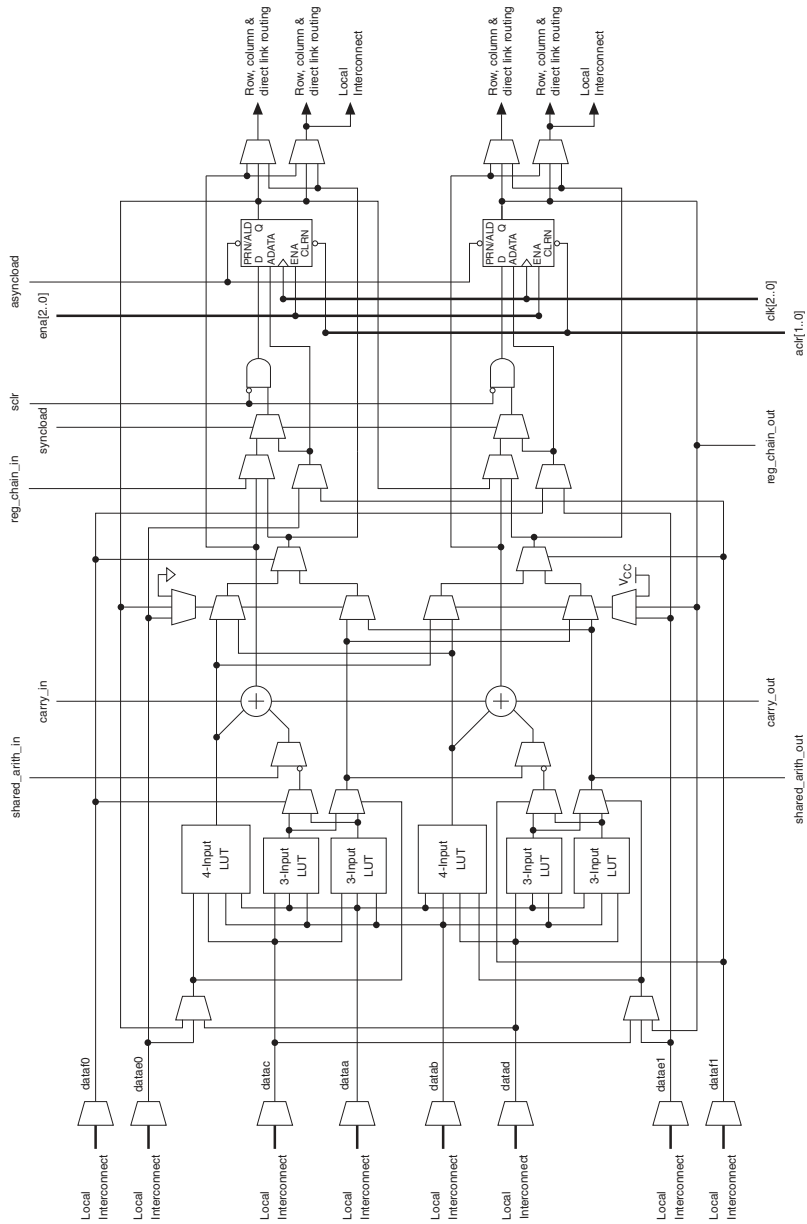 Row, column &
direct link routing
Row, column &
direct link routing
Local
Interconnect
Row, column &
direct link routing
Row, column &
direct link routing
Local
Interconnect
asyncload
ena[2..0]
sclr
syncload
reg_chain_in
carry_in
shared_arith_in
PRN/ALD
D Q
ADATA
ENA
CLRN
PRN/ALD
D Q
ADATA
ENA
CLRN
clk[2..0]
aclr[1..0]
reg_chain_out
VCC
+
+
carry_out
shared_arith_out
4-Input
LUT
3-Input
LUT
3-Input
LUT
4-Input
LUT
3-Input
LUT
3-Input
LUT
dataf0
datae0
datac
dataa
datab
datad
datae1
dataf1
Local
Interconnect
Local
Interconnect
Local
Interconnect
Local
Interconnect
Local
Interconnect
Local
Interconnect
Local
Interconnect
Local
Interconnect